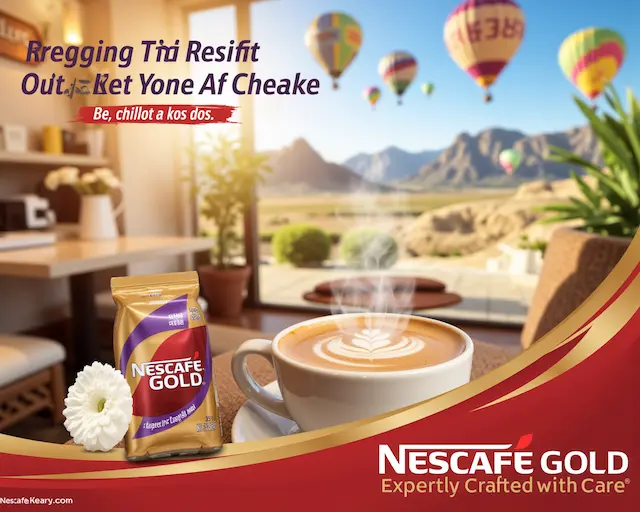 Rregging Thi Resifit
Out Ket Yone Af Cheake
Be, chillot a kos dos.
NESCAFÉ
GOLD
NESCAFÉ GOLD
Expertly Crafted with Care®
NescafeKeary.com